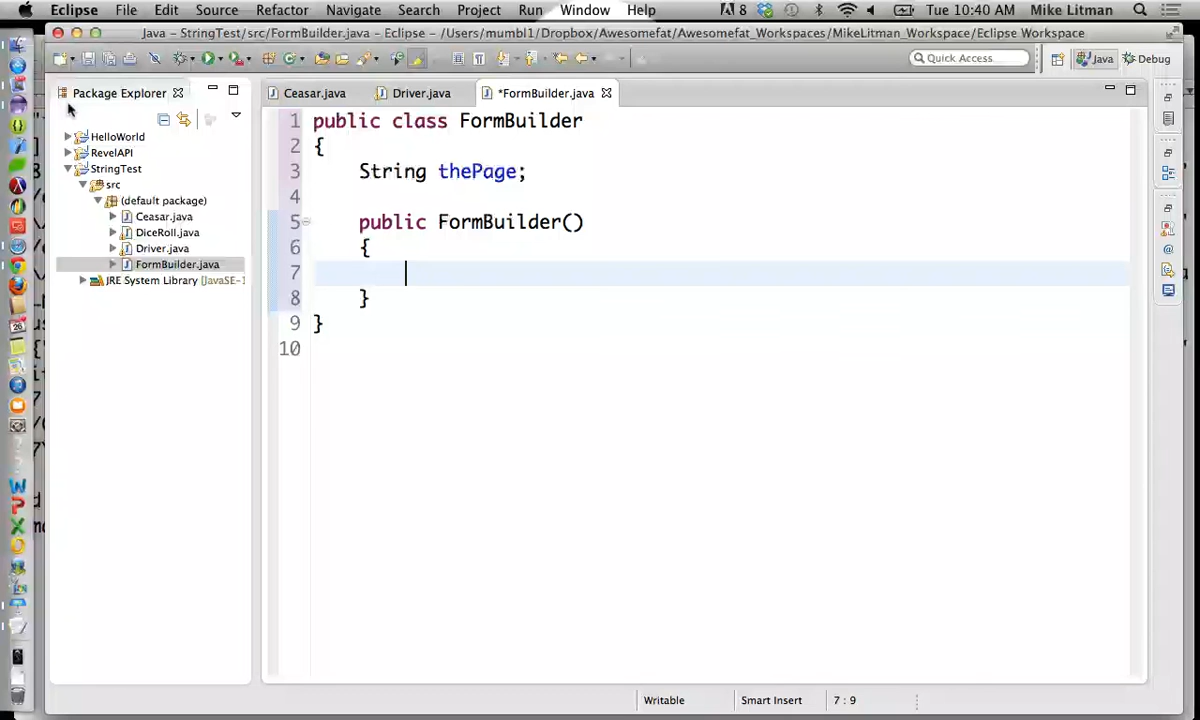 Eclipse File Edit Source Refactor Navigate Search Project Run Window Help 8 Tue 10:40 AM Mike Litman
Java – StringTest/src/FormBuilder.java – Eclipse – /Users/mumbl1/Dropbox/Awesomefat/Awesomefat_Workspaces/MikeLitman_Workspace/Eclipse Workspace
Quick Access Java Debug
Package Explorer
Ceasar.java Driver.java *FormBuilder.java
HelloWorld
RevelAPI
StringTest
src
(default package)
Ceasar.java
DiceRoll.java
Driver.java
FormBuilder.java
JRE System Library [JavaSE-1
1 public class FormBuilder
2 {
3 String thePage;
4
5 public FormBuilder()
6 {
7
8 }
9 }
10
Writable Smart Insert 7 : 9